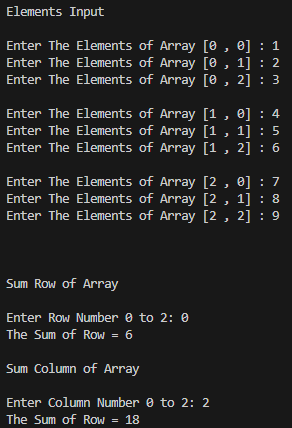 Elements Input
Enter The Elements of Array [0 , 0] : 1
Enter The Elements of Array [0 , 1] : 2
Enter The Elements of Array [0 , 2] : 3
Enter The Elements of Array [1 , 0] : 4
Enter The Elements of Array [1 , 1] : 5
Enter The Elements of Array [1 , 2] : 6
Enter The Elements of Array [2 , 0] : 7
Enter The Elements of Array [2 , 1] : 8
Enter The Elements of Array [2 , 2] : 9
Sum Row of Array
Enter Row Number 0 to 2: 0
The Sum of Row = 6
Sum Column of Array
Enter Column Number 0 to 2: 2
The Sum of Row = 18